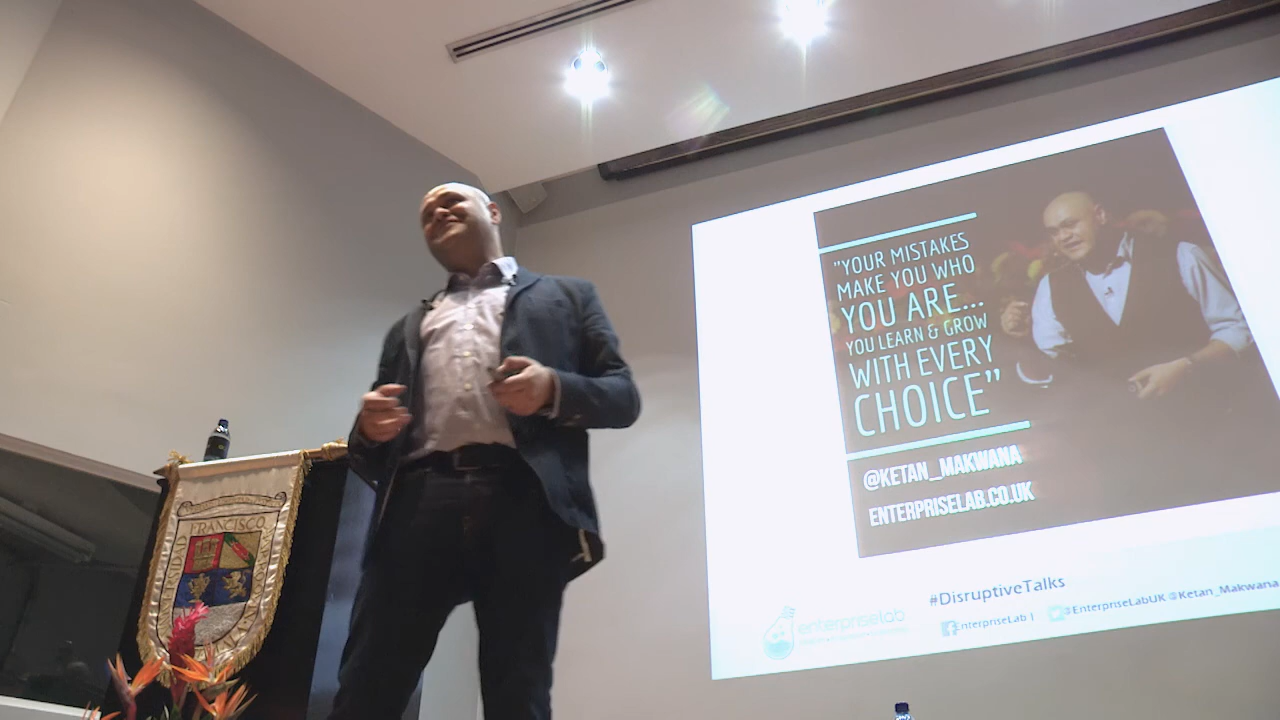 "YOUR MISTAKES
MAKE YOU WHO
YOU ARE...
YOU LEARN & GROW
WITH EVERY
CHOICE"
@KETAN_MAKWANA
ENTERPRISELAB.CO.UK
#DisruptiveTalks
enterpriselab
EnterpriseLab | @EnterpriseLabUK @Ketan_Makwana
UNIVERSIDAD FRANCISCO